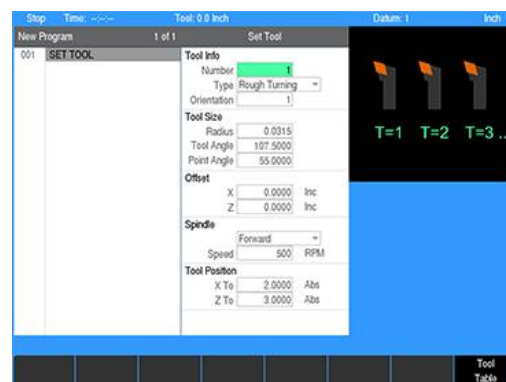 Stop Time: --:--:-- Tool: 0.0 Inch Datum: 1 Inch
New Program 1 of 1 Set Tool
001 SET TOOL
Tool Info
Number 1
Type Rough Turning
Orientation 1
Tool Size
Radius 0.0315
Tool Angle 107.5000
Point Angle 55.0000
Offset
X 0.0000 Inc
Z 0.0000 Inc
Spindle
Forward
Speed 500 RPM
Tool Position
X To 2.0000 Abs
Z To 3.0000 Abs
T=1 T=2 T=3 ..
Tool
Table